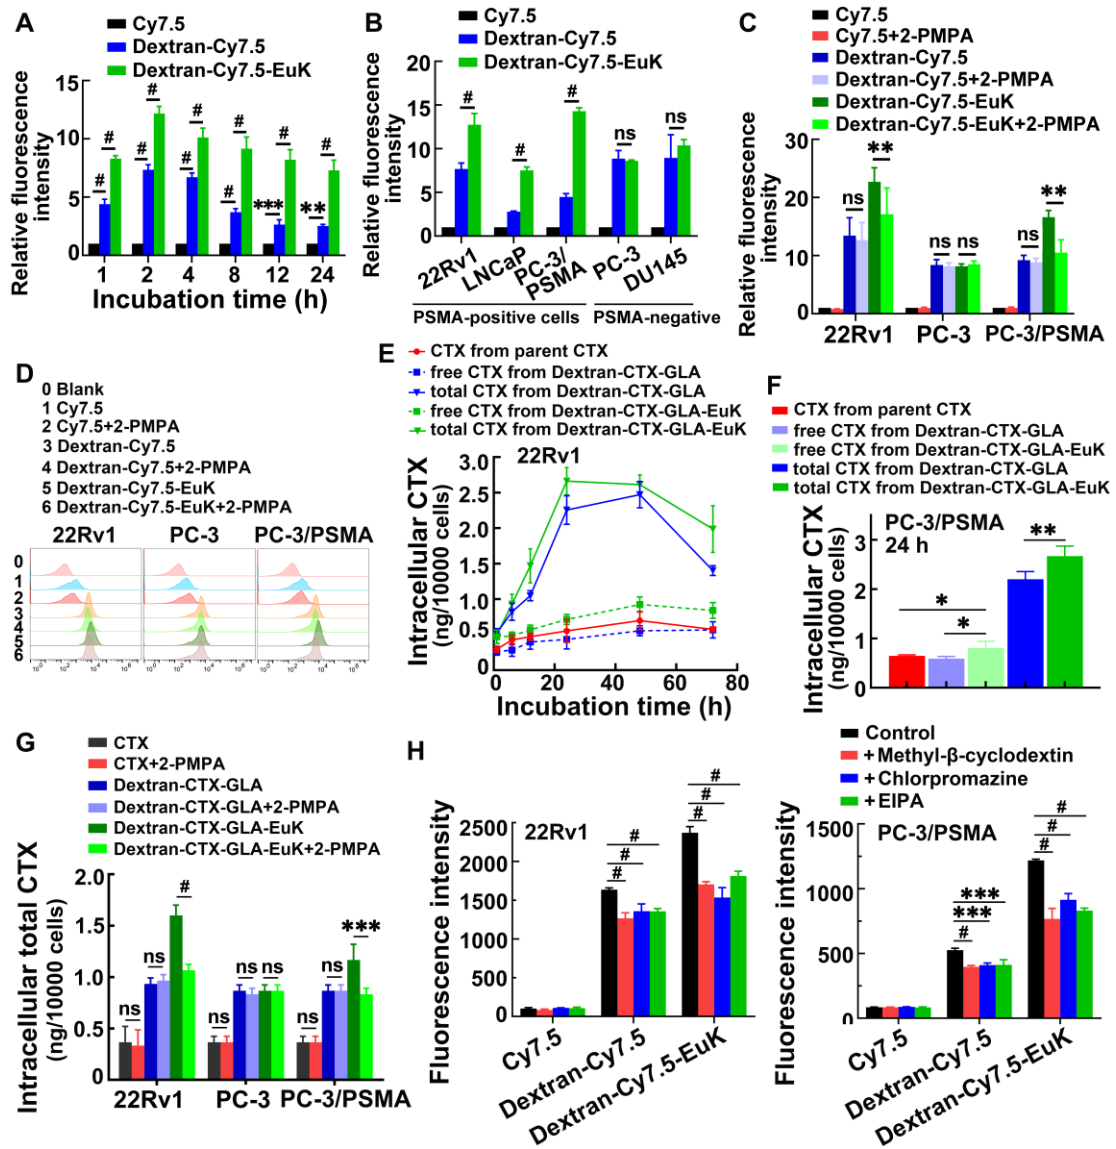 A
Cy7.5
Dextran-Cy7.5
Dextran-Cy7.5-EuK
Relative fluorescence
intensity
15
10
5
0
# # # # # # # # *** # ** #
1 2 4 8 12 24
Incubation time (h)
B
Cy7.5
Dextran-Cy7.5
Dextran-Cy7.5-EuK
Relative fluorescence
intensity
20
15
10
5
0
# # # ns ns
22Rv1
LNCaP
PC-3/
PSMA
PC-3
DU145
PSMA-positive cells
PSMA-negative
C
Cy7.5
Cy7.5+2-PMPA
Dextran-Cy7.5
Dextran-Cy7.5+2-PMPA
Dextran-Cy7.5-EuK
Dextran-Cy7.5-EuK+2-PMPA
Relative fluorescence
intensity
30
20
10
0
ns ** ns ns ns **
22Rv1 PC-3 PC-3/PSMA
D
0 Blank
1 Cy7.5
2 Cy7.5+2-PMPA
3 Dextran-Cy7.5
4 Dextran-Cy7.5+2-PMPA
5 Dextran-Cy7.5-EuK
6 Dextran-Cy7.5-EuK+2-PMPA
22Rv1 PC-3 PC-3/PSMA
0
1
2
3
4
5
6
10⁰ 10² 10⁴ 10⁶ 10⁰ 10² 10⁴ 10⁶ 10⁰ 10² 10⁴ 10⁶
E
CTX from parent CTX
free CTX from Dextran-CTX-GLA
total CTX from Dextran-CTX-GLA
free CTX from Dextran-CTX-GLA-EuK
total CTX from Dextran-CTX-GLA-EuK
22Rv1
Intracellular CTX
(ng/10000 cells)
3.0
2.5
2.0
1.5
1.0
0.5
0
0 20 40 60 80
Incubation time (h)
F
CTX from parent CTX
free CTX from Dextran-CTX-GLA
free CTX from Dextran-CTX-GLA-EuK
total CTX from Dextran-CTX-GLA
total CTX from Dextran-CTX-GLA-EuK
PC-3/PSMA
24 h
Intracellular CTX
(ng/10000 cells)
3
2
1
0
* * **
G
CTX
CTX+2-PMPA
Dextran-CTX-GLA
Dextran-CTX-GLA+2-PMPA
Dextran-CTX-GLA-EuK
Dextran-CTX-GLA-EuK+2-PMPA
Intracellular total CTX
(ng/10000 cells)
2.0
1.5
1.0
0.5
0
ns ns # ns ns ns ns ns ***
22Rv1 PC-3 PC-3/PSMA
H
22Rv1
Fluorescence intensity
2500
2000
1500
1000
500
0
# # # # # #
Cy7.5
Dextran-Cy7.5
Dextran-Cy7.5-EuK
Control
+Methyl-β-cyclodextin
+Chlorpromazine
+EIPA
PC-3/PSMA
Fluorescence intensity
1500
1000
500
0
# *** *** # # #
Cy7.5
Dextran-Cy7.5
Dextran-Cy7.5-EuK